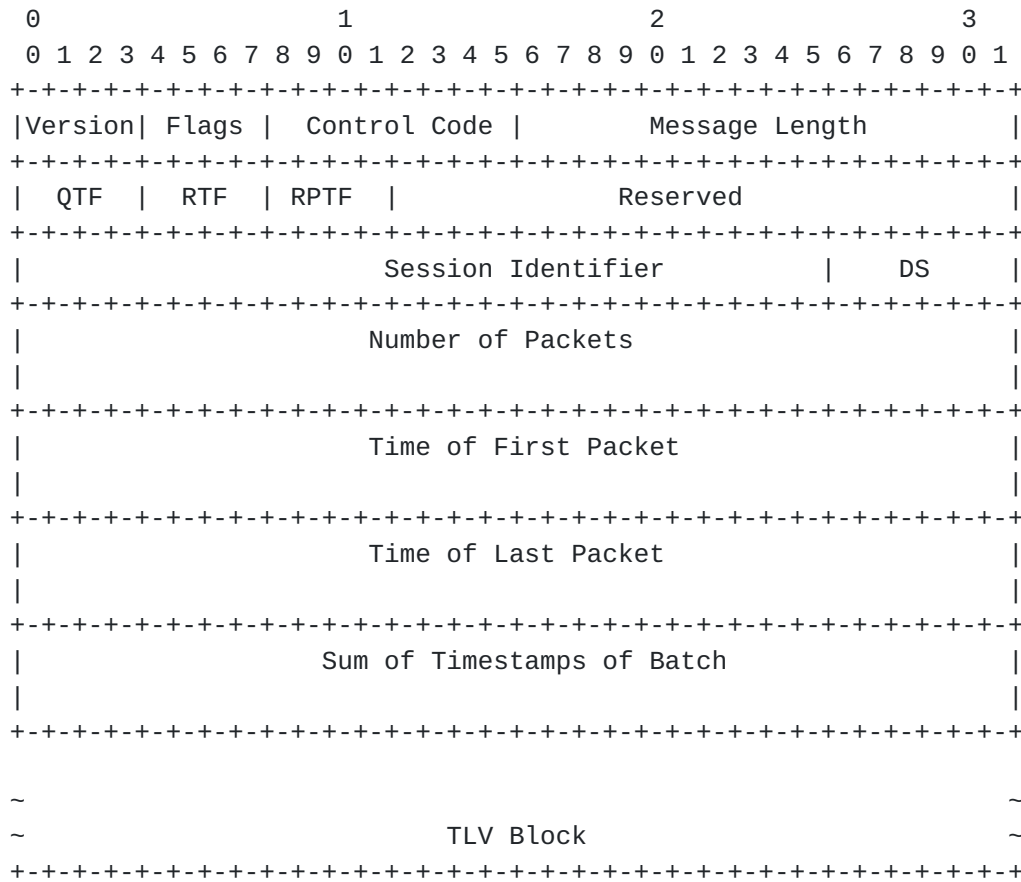 0                   1                   2                   3
 0 1 2 3 4 5 6 7 8 9 0 1 2 3 4 5 6 7 8 9 0 1 2 3 4 5 6 7 8 9 0 1
+-+-+-+-+-+-+-+-+-+-+-+-+-+-+-+-+-+-+-+-+-+-+-+-+-+-+-+-+-+-+-+-+
|Version| Flags |  Control Code |        Message Length         |
+-+-+-+-+-+-+-+-+-+-+-+-+-+-+-+-+-+-+-+-+-+-+-+-+-+-+-+-+-+-+-+-+
|  QTF  |  RTF  | RPTF  |              Reserved                 |
+-+-+-+-+-+-+-+-+-+-+-+-+-+-+-+-+-+-+-+-+-+-+-+-+-+-+-+-+-+-+-+-+
|                       Session Identifier          |    DS     |
+-+-+-+-+-+-+-+-+-+-+-+-+-+-+-+-+-+-+-+-+-+-+-+-+-+-+-+-+-+-+-+-+
|                      Number of Packets                        |
|                                                               |
+-+-+-+-+-+-+-+-+-+-+-+-+-+-+-+-+-+-+-+-+-+-+-+-+-+-+-+-+-+-+-+-+
|                      Time of First Packet                     |
|                                                               |
+-+-+-+-+-+-+-+-+-+-+-+-+-+-+-+-+-+-+-+-+-+-+-+-+-+-+-+-+-+-+-+-+
|                      Time of Last Packet                      |
|                                                               |
+-+-+-+-+-+-+-+-+-+-+-+-+-+-+-+-+-+-+-+-+-+-+-+-+-+-+-+-+-+-+-+-+
|                   Sum of Timestamps of Batch                  |
|                                                               |
+-+-+-+-+-+-+-+-+-+-+-+-+-+-+-+-+-+-+-+-+-+-+-+-+-+-+-+-+-+-+-+-+

~                                                               ~
~                           TLV Block                           ~
+-+-+-+-+-+-+-+-+-+-+-+-+-+-+-+-+-+-+-+-+-+-+-+-+-+-+-+-+-+-+-+-+